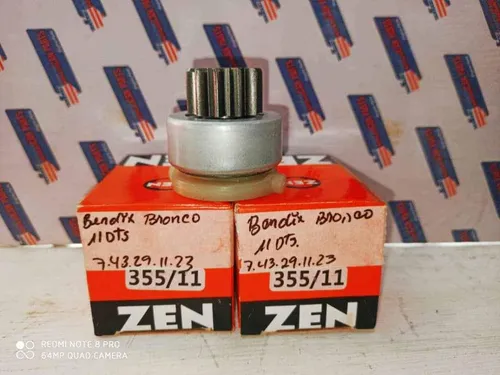 ZEN
Bendix Bronco
11 DTS
7.43.29.11.23
355/11
ZEN
Bendix Bronco
11 DTS.
7.43.29.11.23
355/11
ZEN
REDMI NOTE 8 PRO
64MP QUAD CAMERA